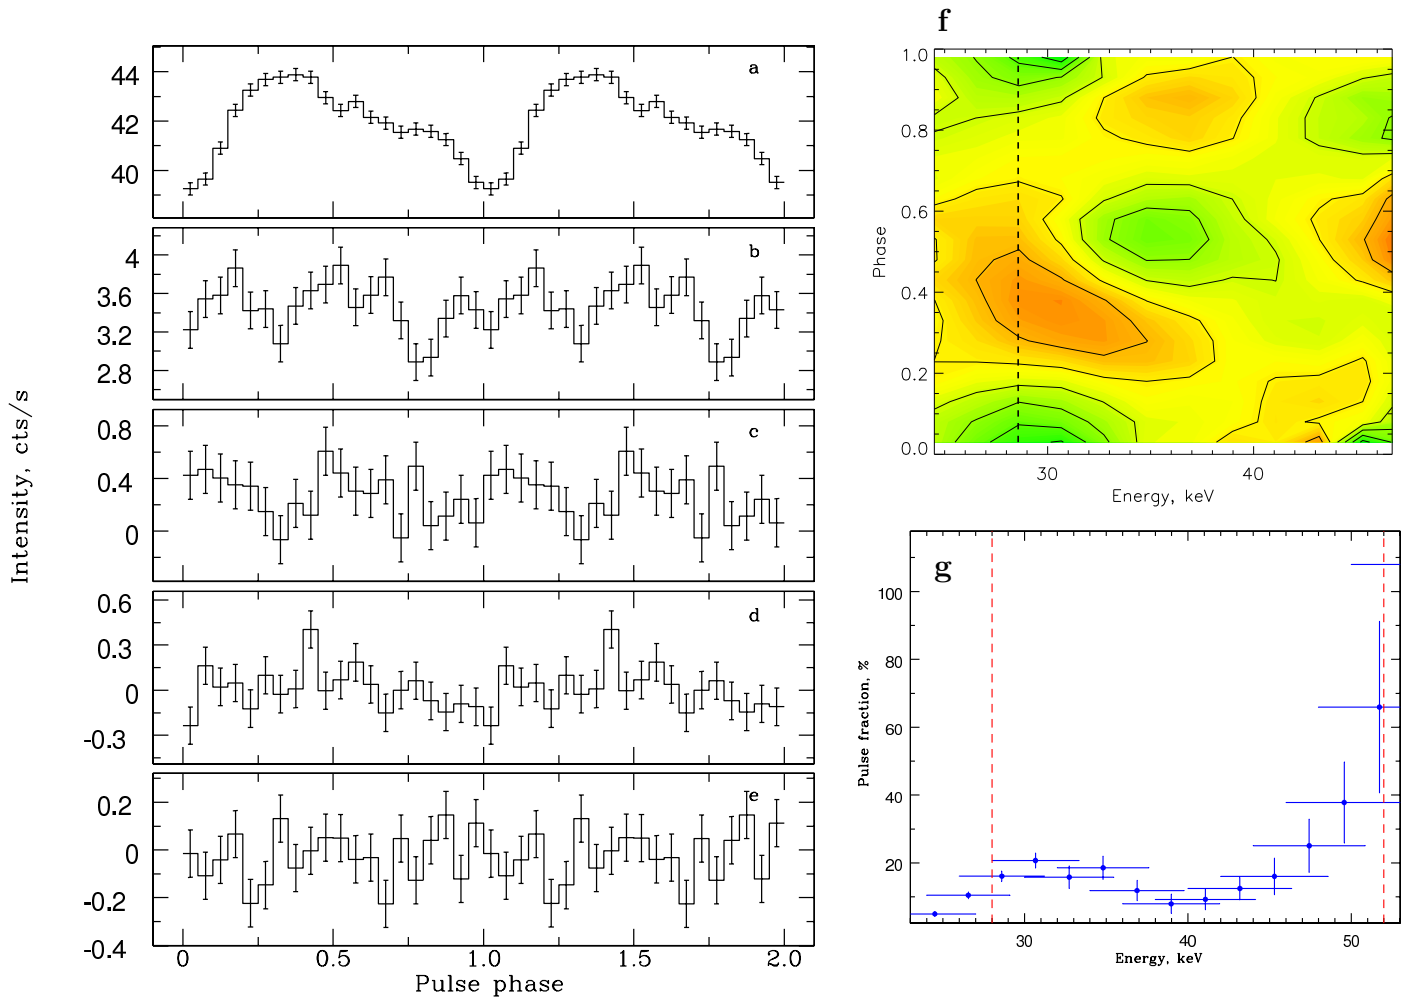 f
a
44
42
40
b
4
3.6
3.2
2.8
c
0.8
0.4
0
d
0.6
0.3
0
-0.3
e
0.2
0
-0.2
-0.4
0 0.5 1.0 1.5 2.0
Pulse phase
Intensity, cts/s
1.0
0.8
0.6
0.4
0.2
0.0
Phase
30 40
Energy, keV
g
100
80
60
40
20
Pulse fraction, %
30 40 50
Energy, keV